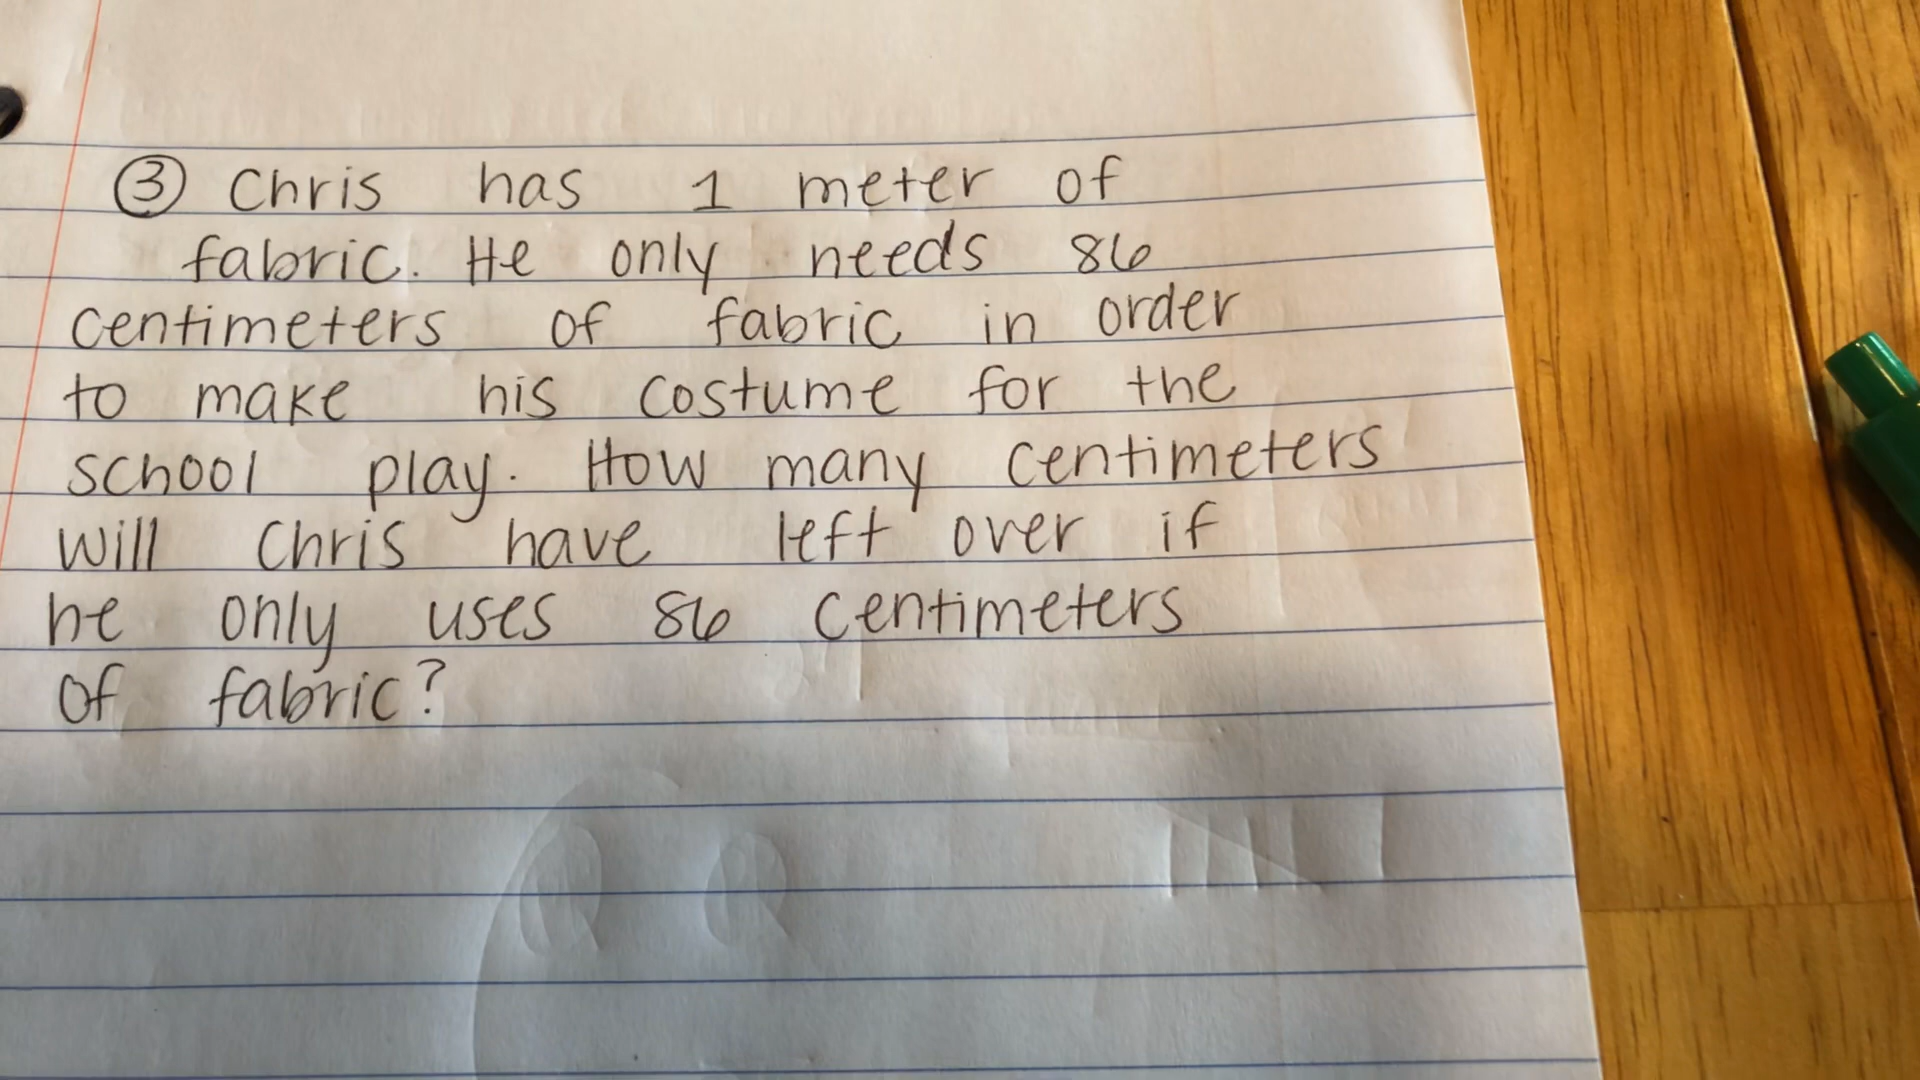 ③ Chris has 1 meter of
fabric. He only needs 86
centimeters of fabric in order
to make his costume for the
school play. How many centimeters
will Chris have left over if
he only uses 86 centimeters
of fabric?